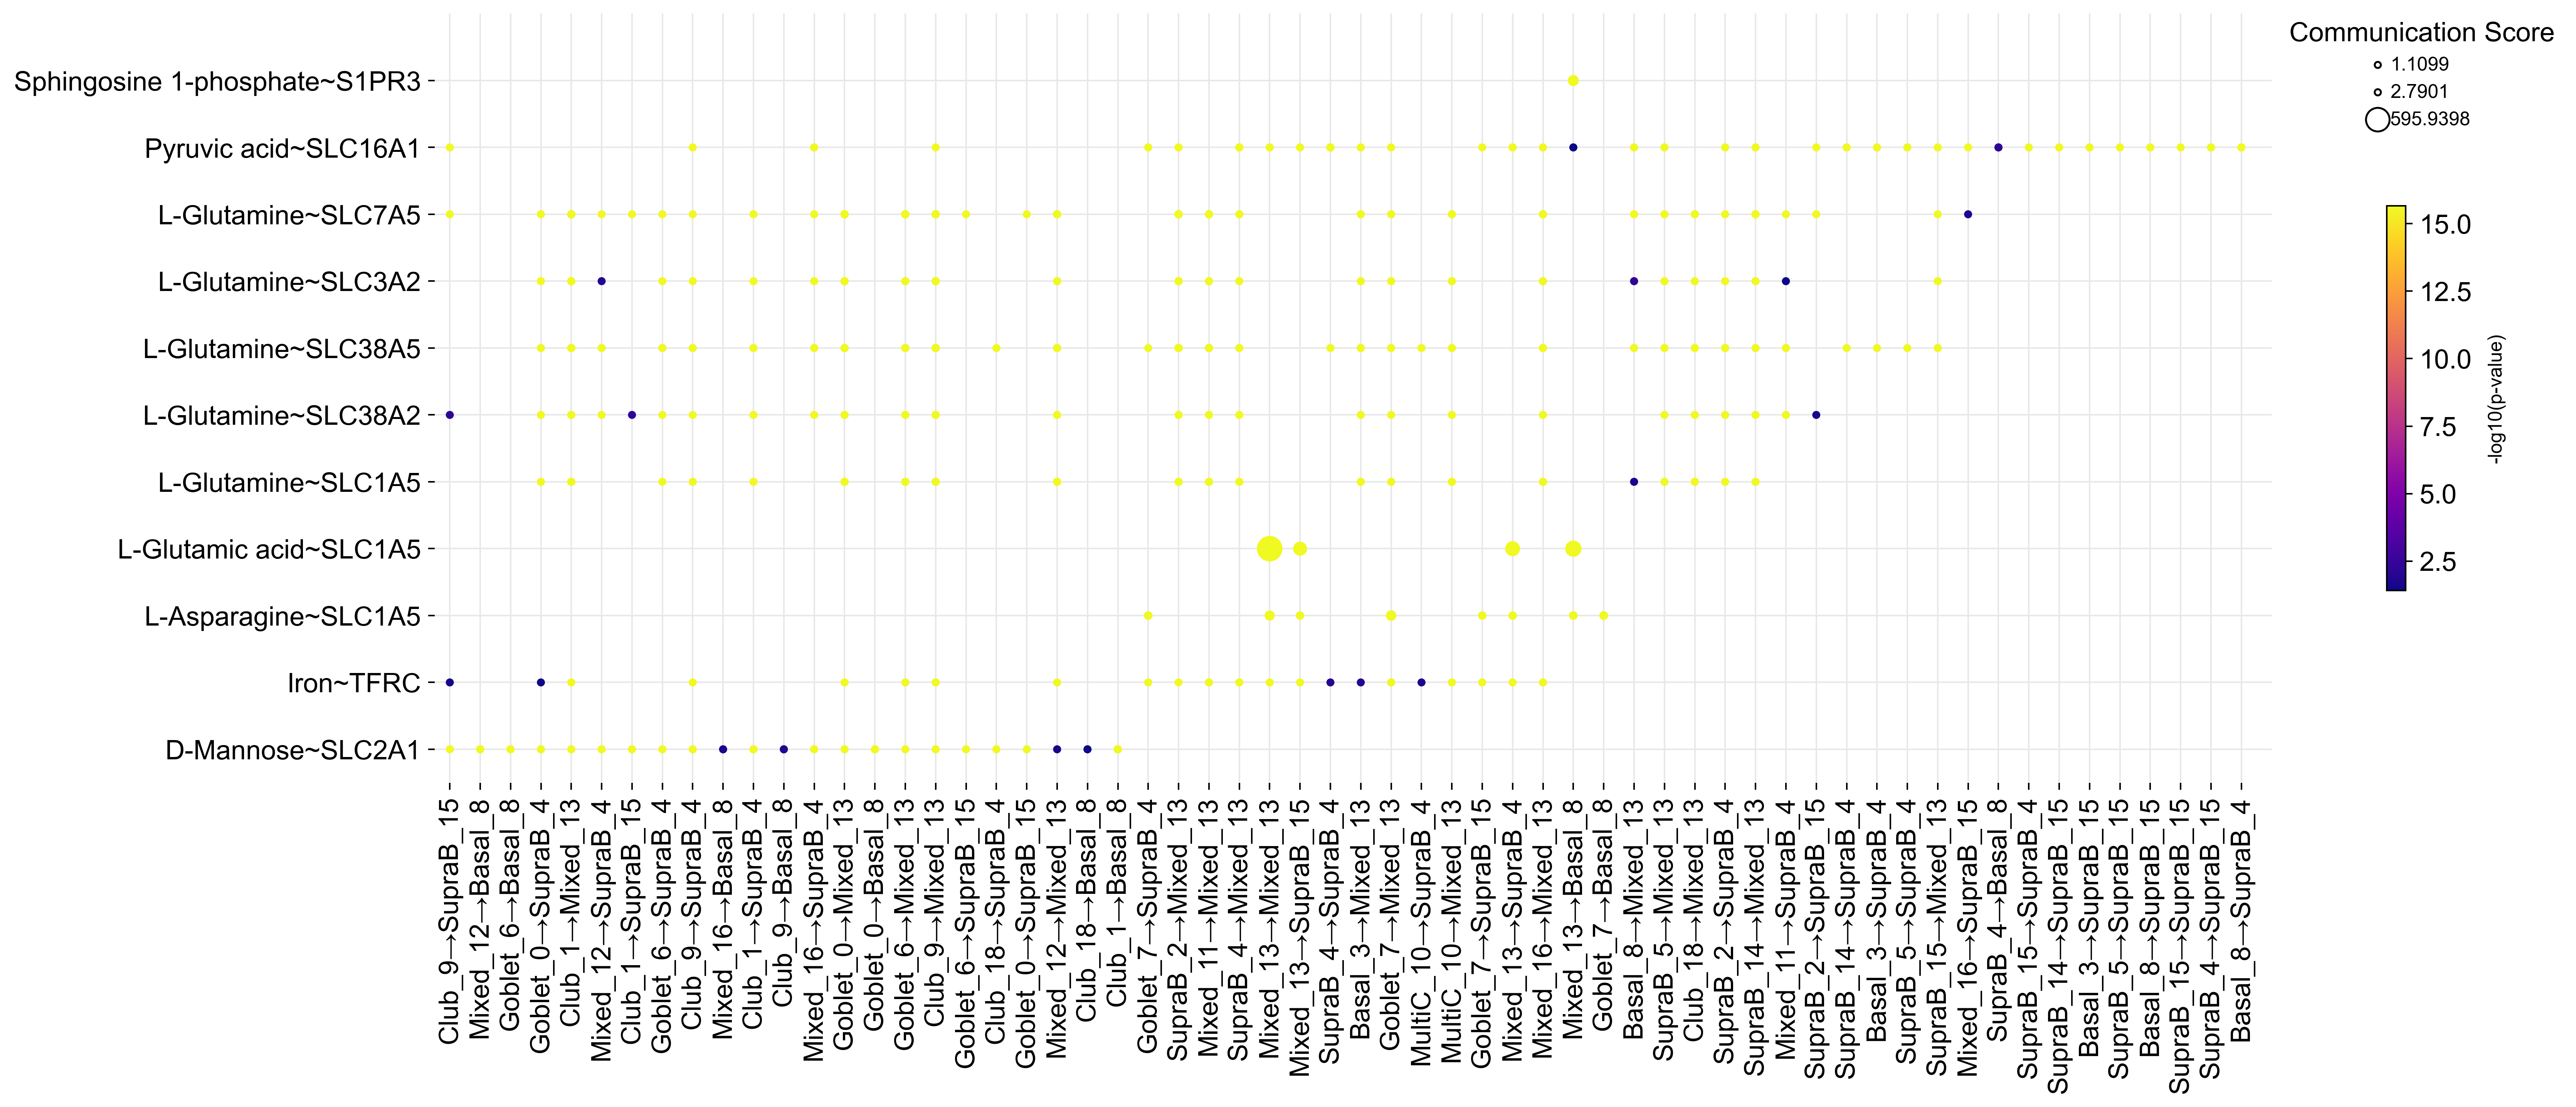 Communication Score
1.1099
2.7901
595.9398
Sphingosine 1-phosphate~S1PR3
Pyruvic acid~SLC16A1
L-Glutamine~SLC7A5
L-Glutamine~SLC3A2
L-Glutamine~SLC38A5
L-Glutamine~SLC38A2
L-Glutamine~SLC1A5
L-Glutamic acid~SLC1A5
L-Asparagine~SLC1A5
Iron~TFRC
D-Mannose~SLC2A1
15.0
12.5
10.0
7.5
5.0
2.5
-log10(p-value)
Club_9→SupraB_15
Mixed_12→Basal_8
Goblet_6→Basal_8
Goblet_0→SupraB_4
Club_1→Mixed_13
Mixed_12→SupraB_4
Club_1→SupraB_15
Goblet_6→SupraB_4
Club_9→SupraB_4
Mixed_16→Basal_8
Club_1→SupraB_4
Club_9→Basal_8
Mixed_16→SupraB_4
Goblet_0→Mixed_13
Goblet_0→Basal_8
Goblet_6→Mixed_13
Club_9→Mixed_13
Goblet_6→SupraB_15
Club_18→SupraB_4
Goblet_0→SupraB_15
Mixed_12→Mixed_13
Club_18→Basal_8
Club_1→Basal_8
Goblet_7→SupraB_4
SupraB_2→Mixed_13
Mixed_11→Mixed_13
SupraB_4→Mixed_13
Mixed_13→Mixed_13
Mixed_13→SupraB_15
SupraB_4→SupraB_4
Basal_3→Mixed_13
Goblet_7→Mixed_13
MultiC_10→SupraB_4
MultiC_10→Mixed_13
Goblet_7→SupraB_15
Mixed_13→SupraB_4
Mixed_16→Mixed_13
Mixed_13→Basal_8
Goblet_7→Basal_8
Basal_8→Mixed_13
SupraB_5→Mixed_13
Club_18→Mixed_13
SupraB_2→SupraB_4
SupraB_14→Mixed_13
Mixed_11→SupraB_4
SupraB_2→SupraB_15
SupraB_14→SupraB_4
Basal_3→SupraB_4
SupraB_5→SupraB_4
SupraB_15→Mixed_13
Mixed_16→SupraB_15
SupraB_4→Basal_8
SupraB_15→SupraB_4
SupraB_14→SupraB_15
Basal_3→SupraB_15
SupraB_5→SupraB_15
Basal_8→SupraB_15
SupraB_15→SupraB_15
SupraB_4→SupraB_15
Basal_8→SupraB_4